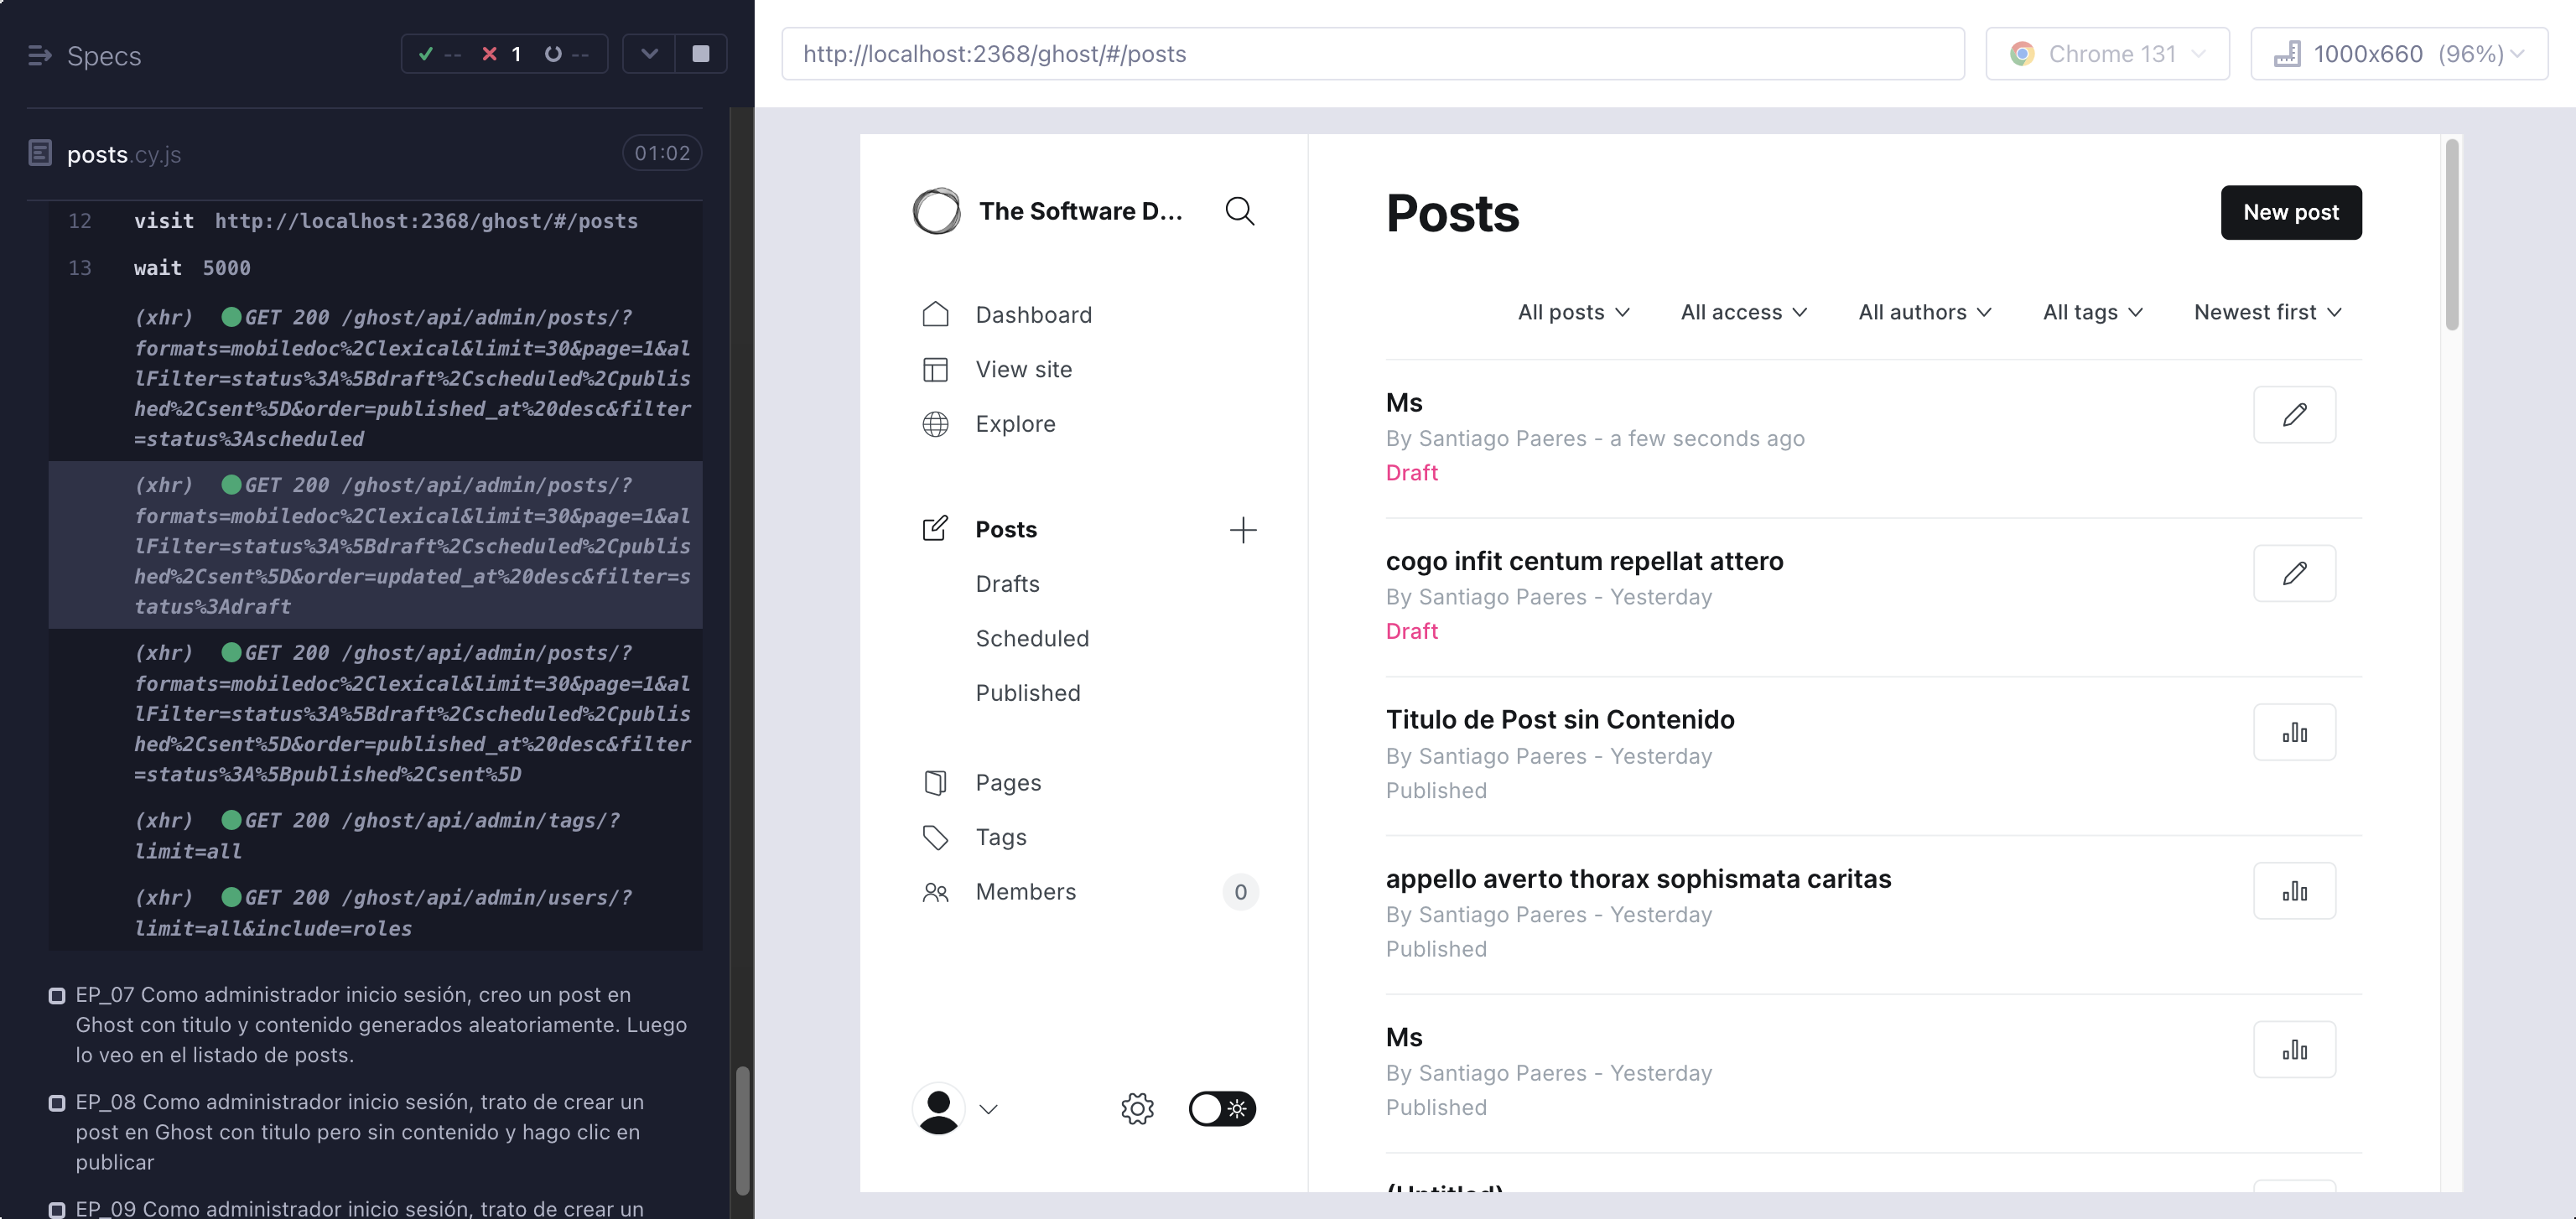 Specs
-- 1 --
posts.cy.js
01:02
12 visit http://localhost:2368/ghost/#/posts
13 wait 5000
(xhr) GET 200 /ghost/api/admin/posts/?
formats=mobiledoc%2Clexical&limit=30&page=1&al
lFilter=status%3A%5Bdraft%2Cscheduled%2Cpublis
hed%2Csent%5D&order=published_at%20desc&filter
=status%3Ascheduled
(xhr) GET 200 /ghost/api/admin/posts/?
formats=mobiledoc%2Clexical&limit=30&page=1&al
lFilter=status%3A%5Bdraft%2Cscheduled%2Cpublis
hed%2Csent%5D&order=updated_at%20desc&filter=s
tatus%3Adraft
(xhr) GET 200 /ghost/api/admin/posts/?
formats=mobiledoc%2Clexical&limit=30&page=1&al
lFilter=status%3A%5Bdraft%2Cscheduled%2Cpublis
hed%2Csent%5D&order=published_at%20desc&filter
=status%3A%5Bpublished%2Csent%5D
(xhr) GET 200 /ghost/api/admin/tags/?
limit=all
(xhr) GET 200 /ghost/api/admin/users/?
limit=all&include=roles
EP_07 Como administrador inicio sesión, creo un post en
Ghost con titulo y contenido generados aleatoriamente. Luego
lo veo en el listado de posts.
EP_08 Como administrador inicio sesión, trato de crear un
post en Ghost con titulo pero sin contenido y hago clic en
publicar
EP_09 Como administrador inicio sesión, trato de crear un
http://localhost:2368/ghost/#/posts
Chrome 131
1000x660 (96%)
The Software D...
Dashboard
View site
Explore
Posts
Drafts
Scheduled
Published
Pages
Tags
Members 0
Posts
New post
All posts
All access
All authors
All tags
Newest first
Ms
By Santiago Paeres - a few seconds ago
Draft
cogo infit centum repellat attero
By Santiago Paeres - Yesterday
Draft
Titulo de Post sin Contenido
By Santiago Paeres - Yesterday
Published
appello averto thorax sophismata caritas
By Santiago Paeres - Yesterday
Published
Ms
By Santiago Paeres - Yesterday
Published
(Untitled)